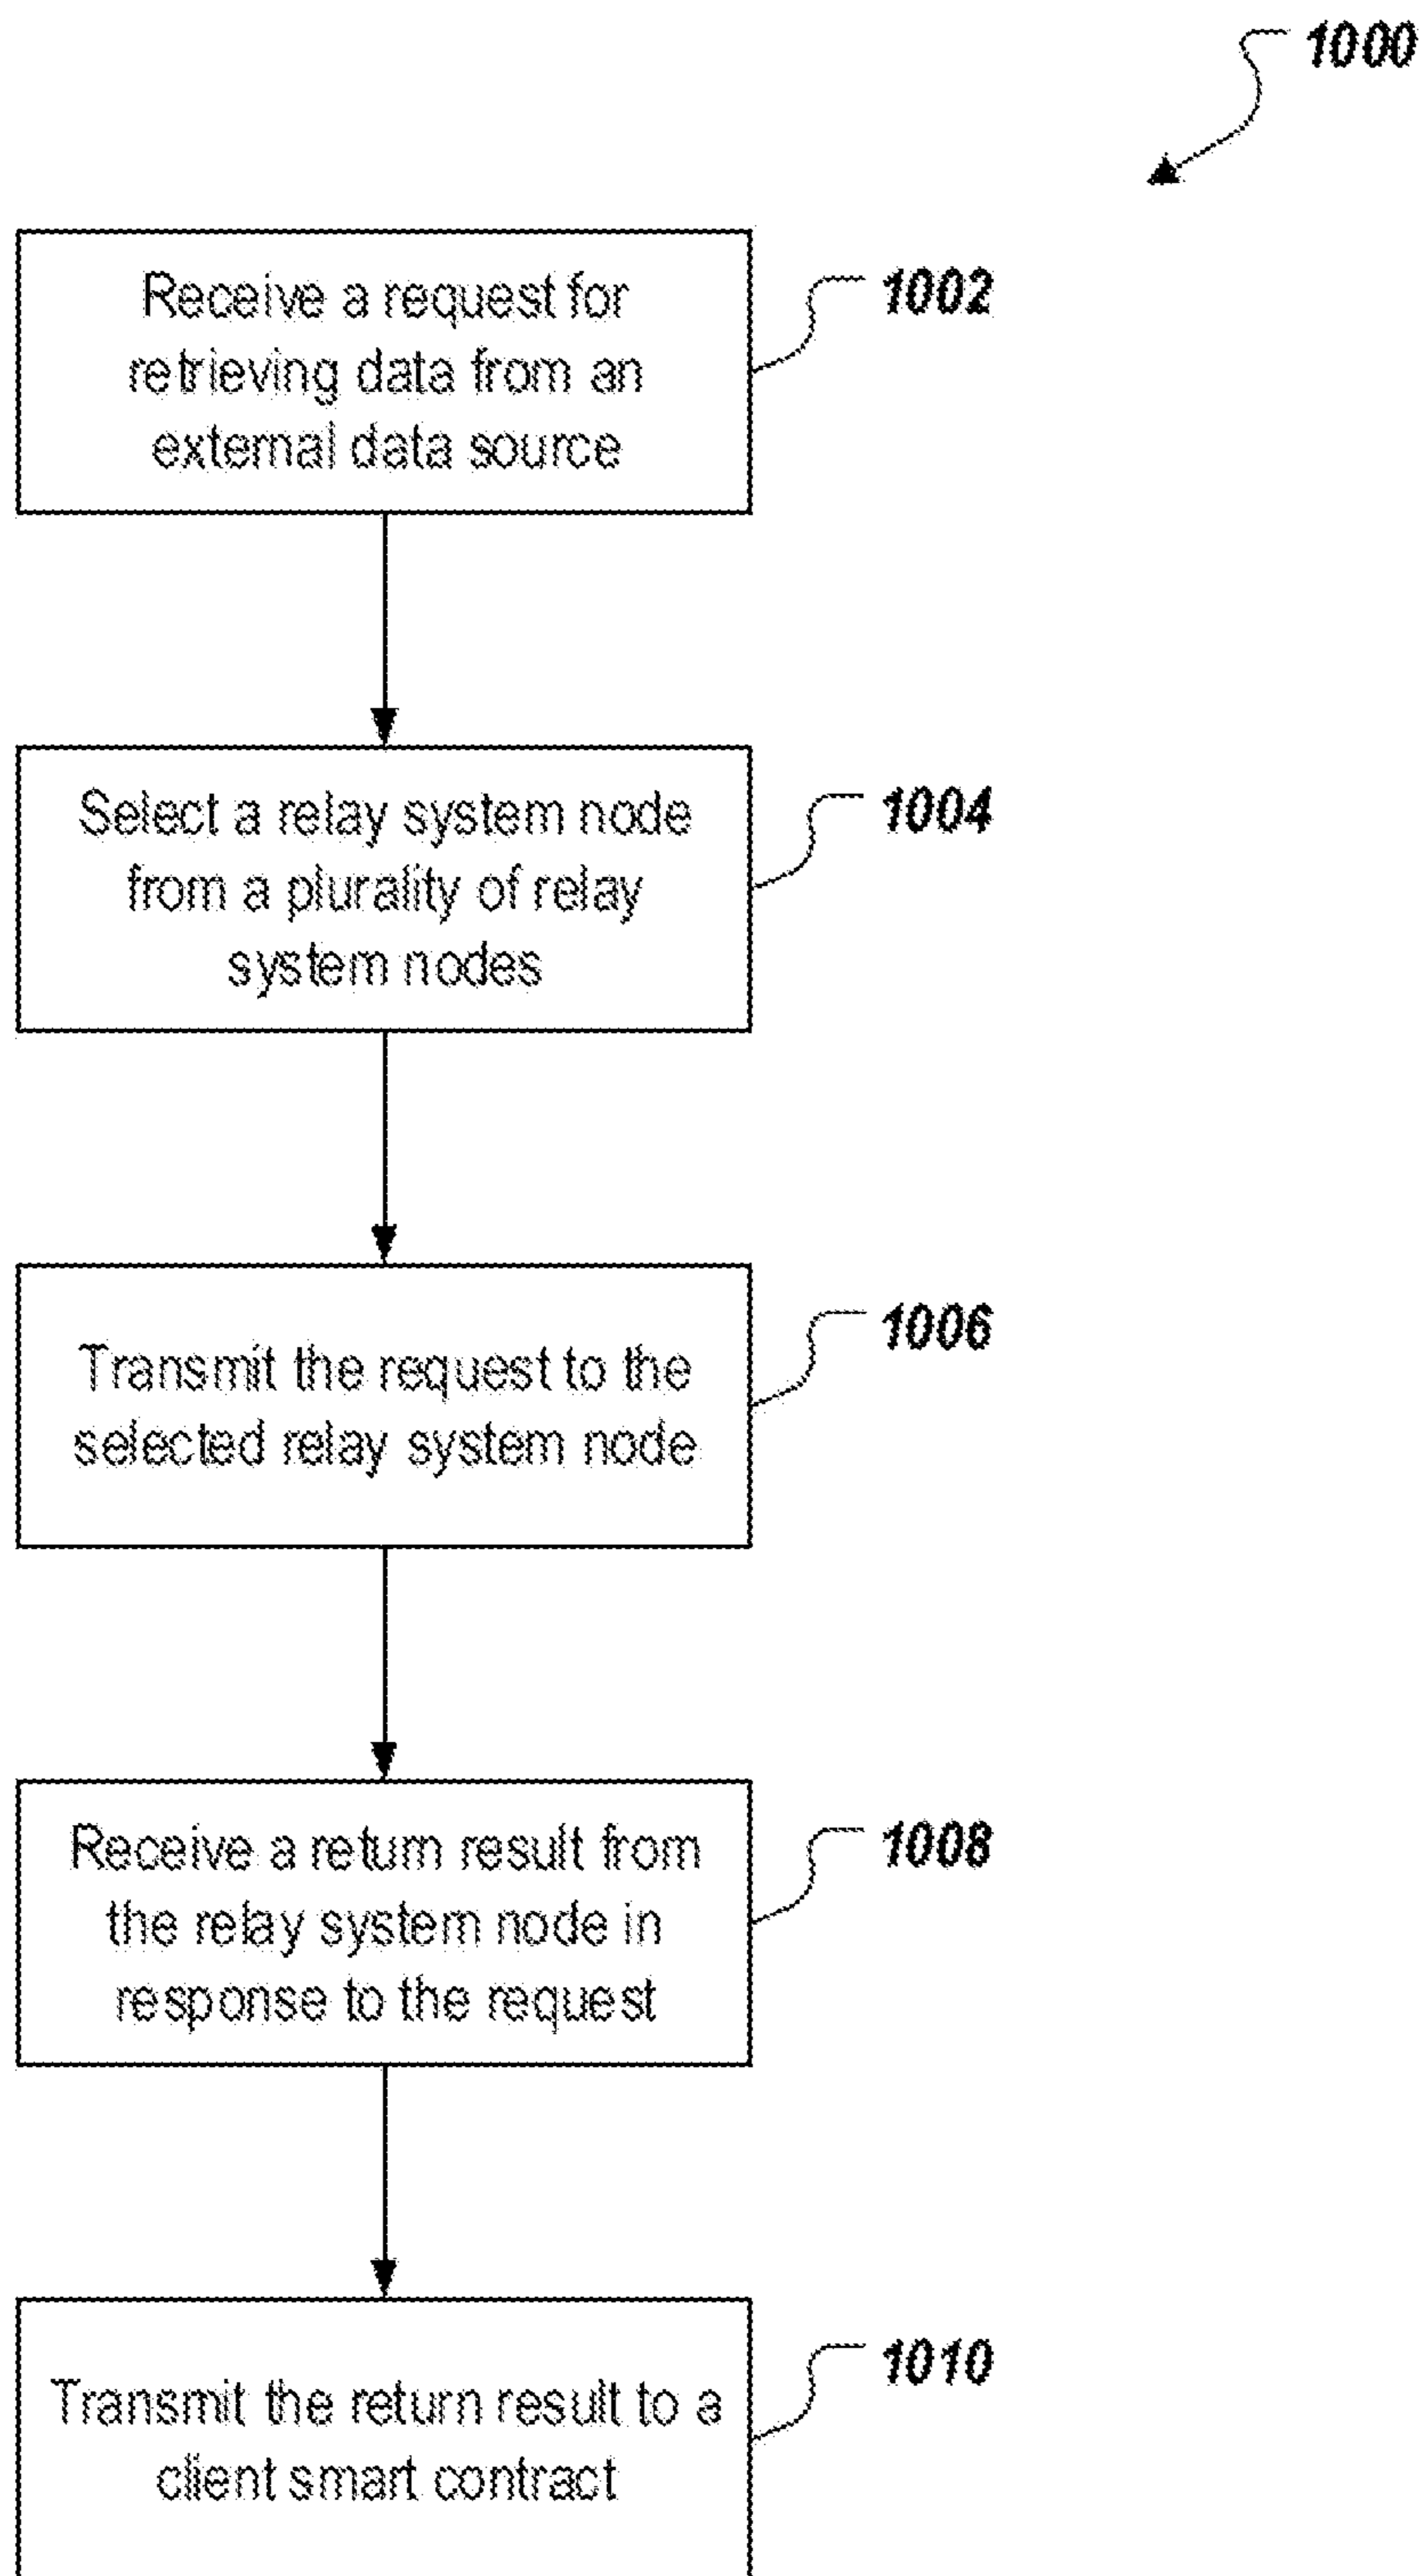 1000
Receive a request for
retrieving data from an
external data source
1002
Select a relay system node
from a plurality of relay
system nodes
1004
Transmit the request to the
selected relay system node
1006
Receive a return result from
the relay system node in
response to the request
1008
Transmit the return result to a
client smart contract
1010